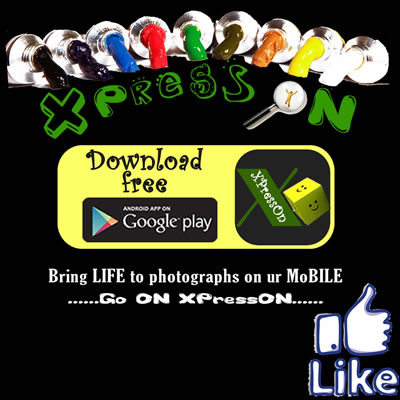 XPRESSION
Download
free
ANDROID APP ON
Google play
XPressOn
Bring LIFE to photographs on ur MoBILE
......Go ON XPressON......
Like